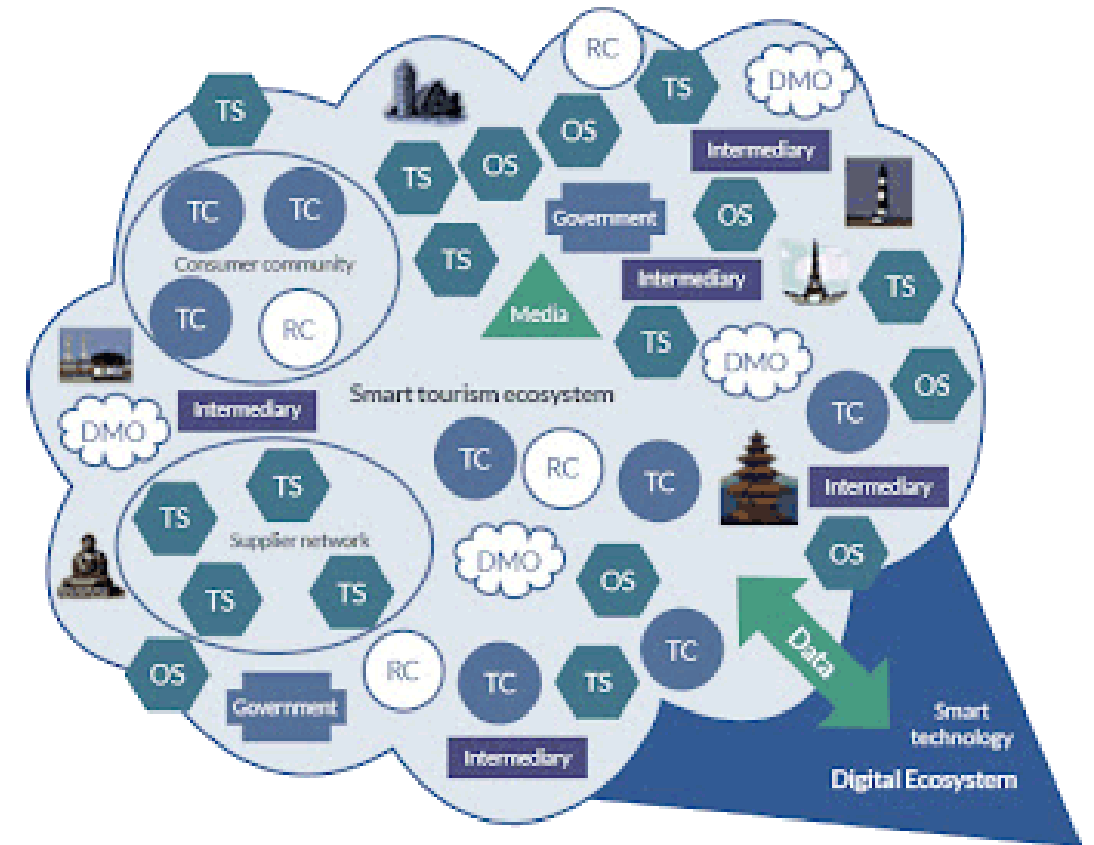 RC
TS
DMO
TS
OS
Intermediary
OS
TS
TC
TC
OS
Government
Consumer community
TS
Intermediary
TS
Media
TC
RC
TS
DMO
OS
Smart tourism ecosystem
Intermediary
TC
DMO
TC
RC
TC
Intermediary
TS
TS
Supplier network
OS
DMO
OS
TS
TS
TC
Data
RC
OS
TC
TS
Government
Smart
technology
Intermediary
Digital Ecosystem